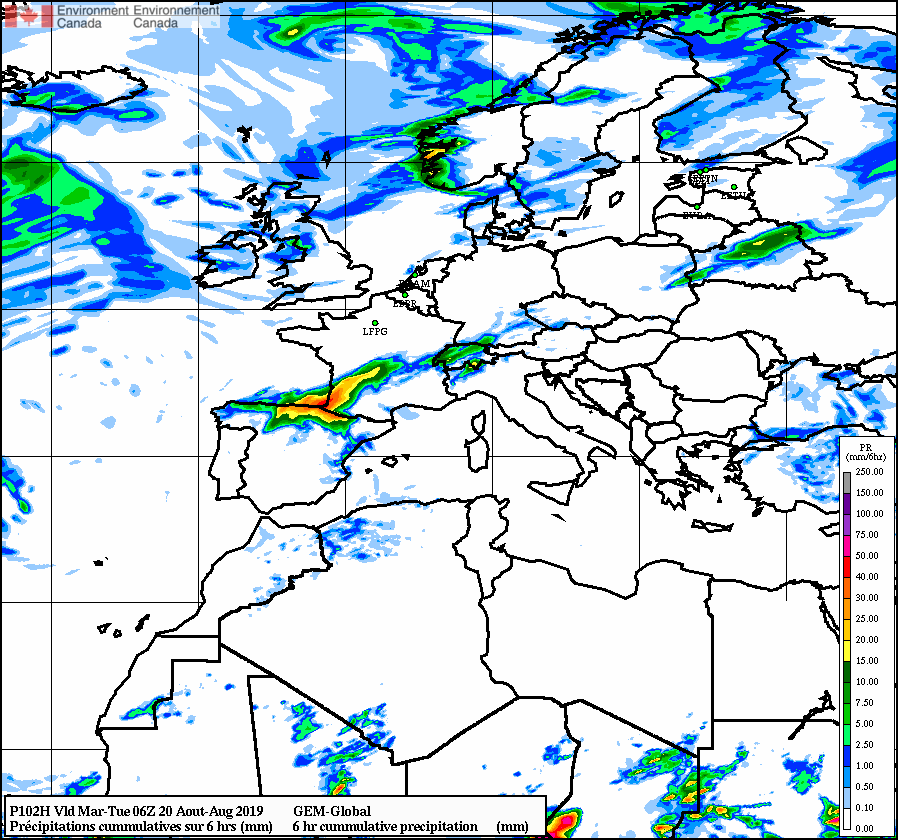 Environment Environnement
Canada Canada
LFPG
PR
(mm/6hz)
250.00
150.00
100.00
75.00
50.00
40.00
30.00
25.00
20.00
15.00
10.00
7.50
5.00
2.50
1.00
0.50
0.10
0.00
P102H Vld Mar-Tue 06Z 20 Aout-Aug 2019 GEM-Global
Précipitations cummulatives sur 6 hrs (mm) 6 hr cummulative precipitation (mm)